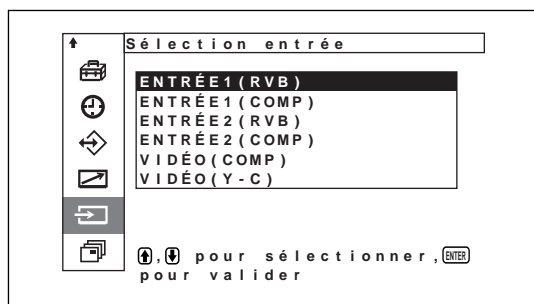 Sélection entrée
ENTRÉE1(RVB)
ENTRÉE1(COMP)
ENTRÉE2(RVB)
ENTRÉE2(COMP)
VIDÉO(COMP)
VIDÉO(Y-C)
, pour sélectionner, ENTER
pour valider